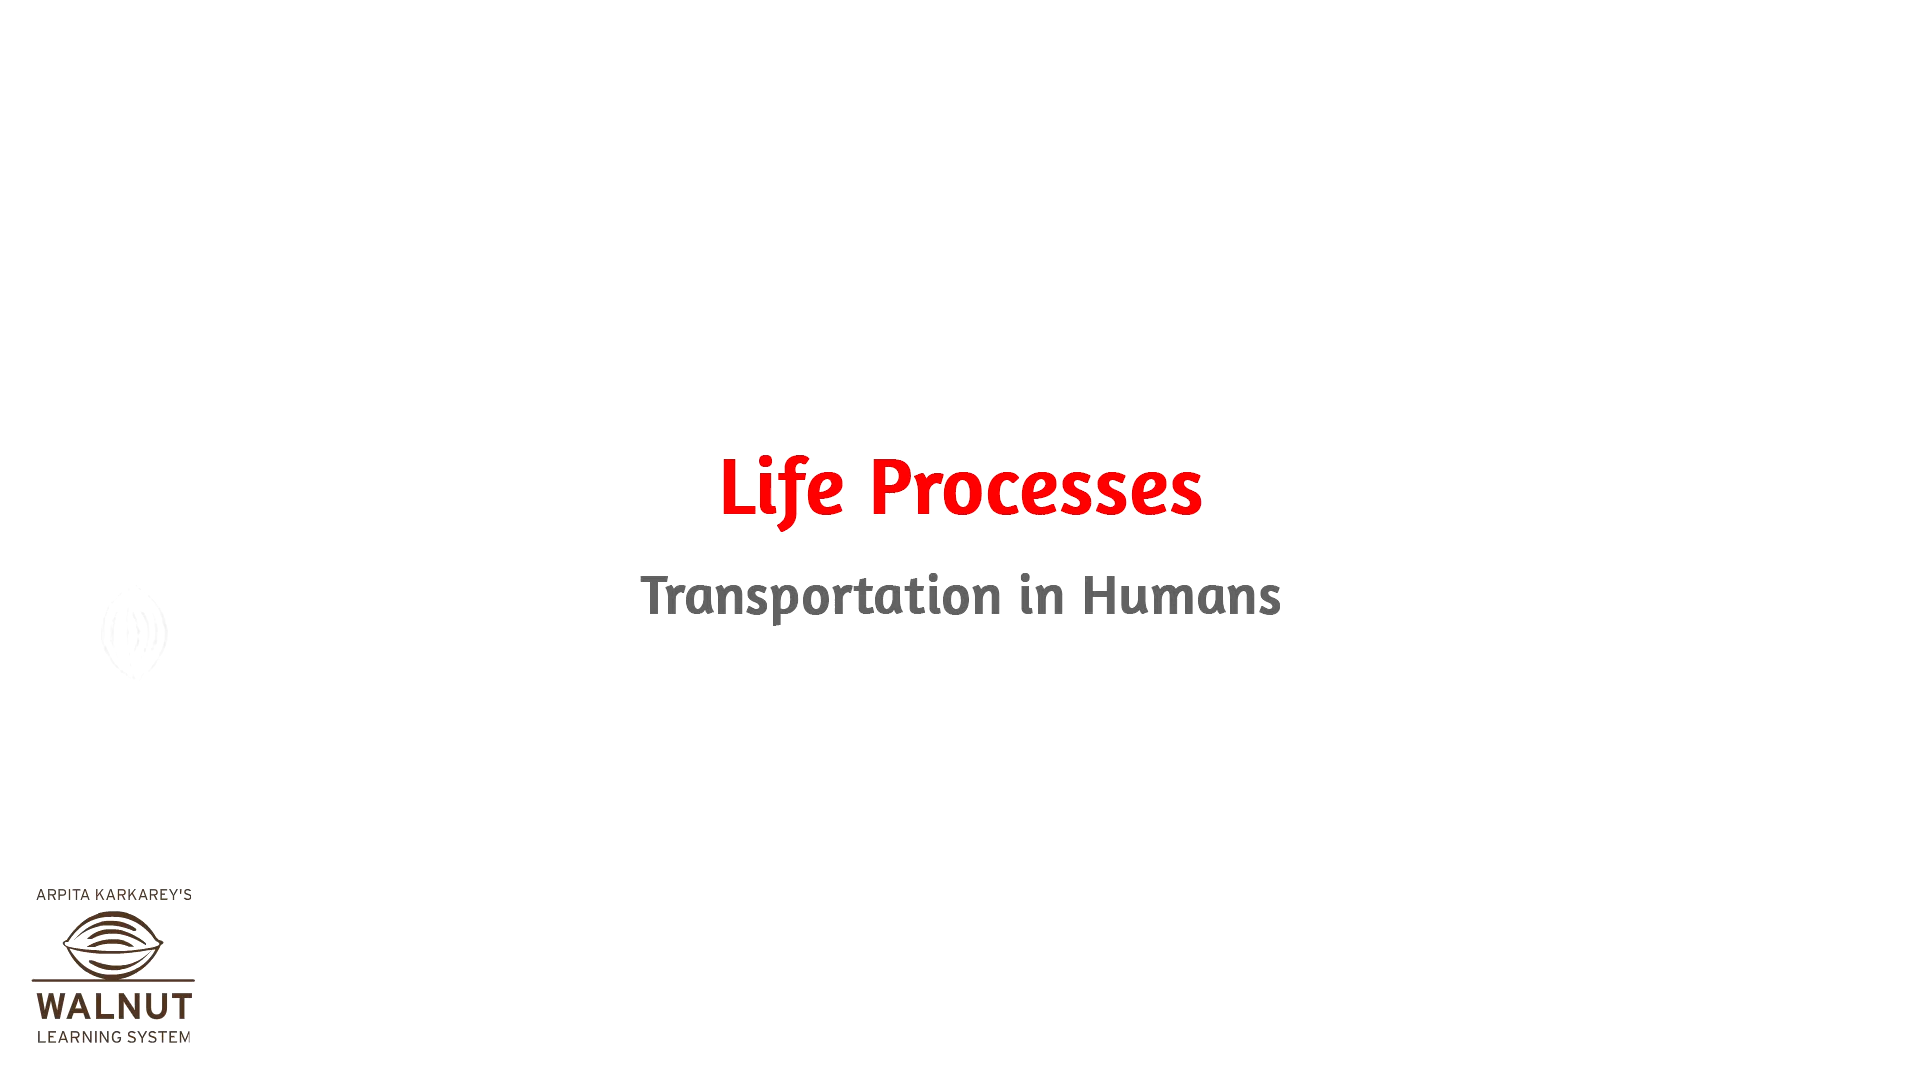 Life Processes
Transportation in Humans
ARPITA KARKAREY'S
WALNUT
LEARNING SYSTEM